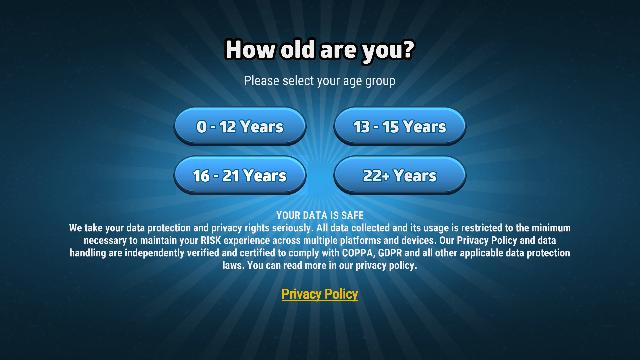 How old are you?
Please select your age group
0 - 12 Years
13 - 15 Years
16 - 21 Years
22+ Years
YOUR DATA IS SAFE
We take your data protection and privacy rights seriously. All data collected and its usage is restricted to the minimum
necessary to maintain your RISK experience across multiple platforms and devices. Our Privacy Policy and data
handling are independently verified and certified to comply with COPPA, GDPR and all other applicable data protection
laws. You can read more in our privacy policy.
Privacy Policy